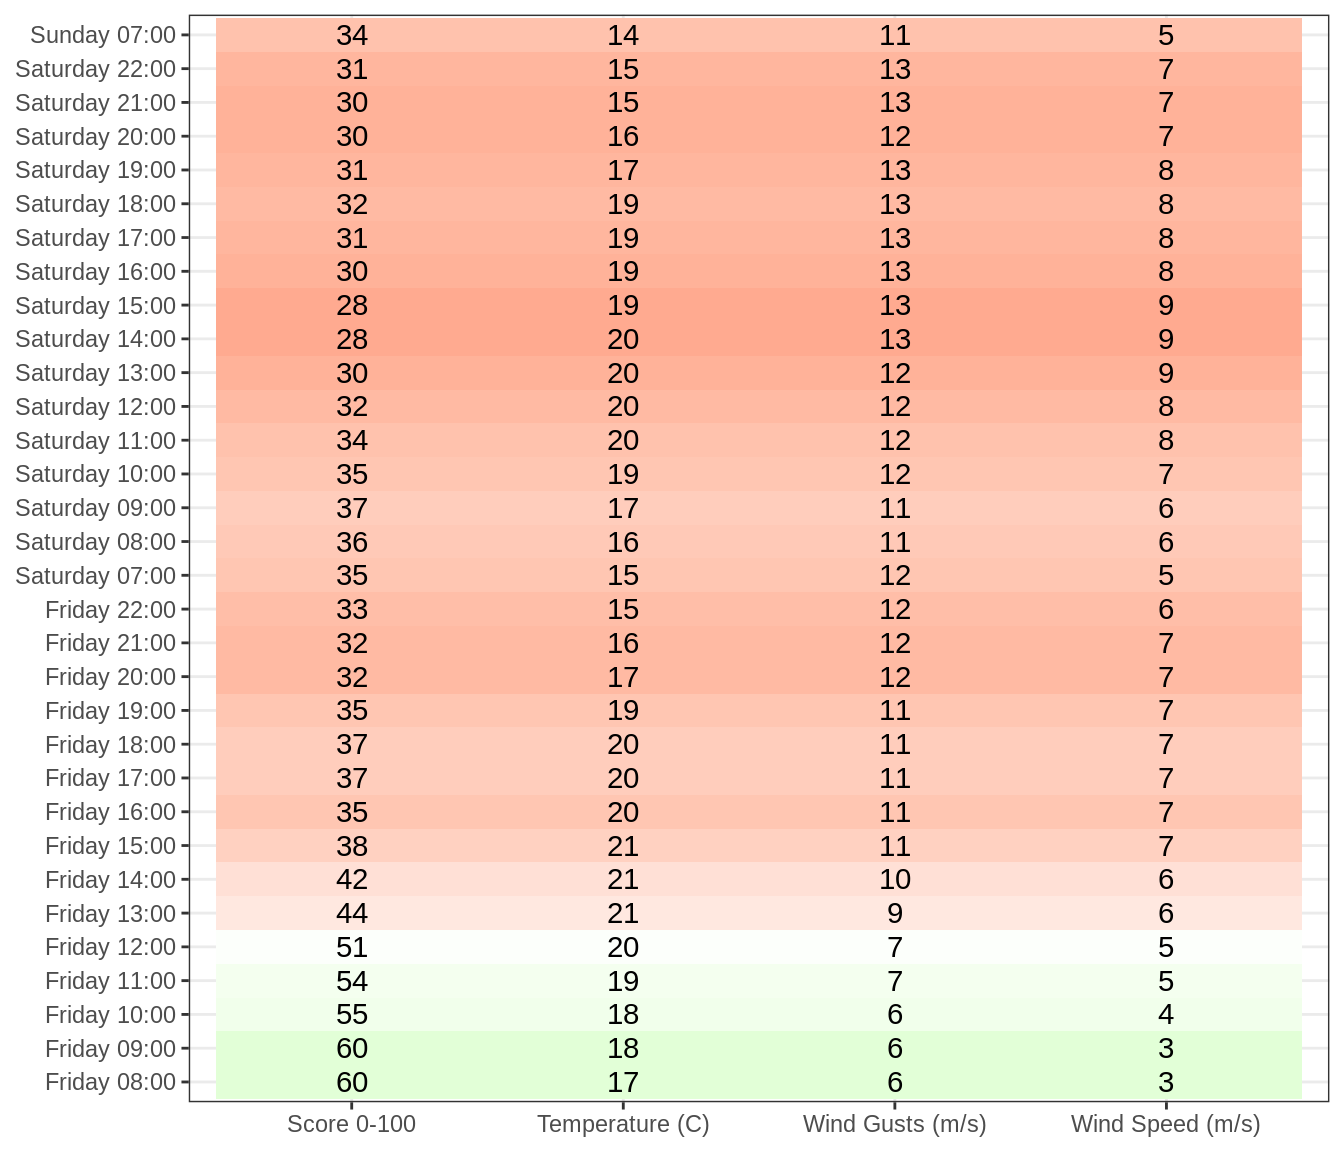 Sunday 07:00 34 14 11 5
Saturday 22:00 31 15 13 7
Saturday 21:00 30 15 13 7
Saturday 20:00 30 16 12 7
Saturday 19:00 31 17 13 8
Saturday 18:00 32 19 13 8
Saturday 17:00 31 19 13 8
Saturday 16:00 30 19 13 8
Saturday 15:00 28 19 13 9
Saturday 14:00 28 20 13 9
Saturday 13:00 30 20 12 9
Saturday 12:00 32 20 12 8
Saturday 11:00 34 20 12 8
Saturday 10:00 35 19 12 7
Saturday 09:00 37 17 11 6
Saturday 08:00 36 16 11 6
Saturday 07:00 35 15 12 5
Friday 22:00 33 15 12 6
Friday 21:00 32 16 12 7
Friday 20:00 32 17 12 7
Friday 19:00 35 19 11 7
Friday 18:00 37 20 11 7
Friday 17:00 37 20 11 7
Friday 16:00 35 20 11 7
Friday 15:00 38 21 11 7
Friday 14:00 42 21 10 6
Friday 13:00 44 21 9 6
Friday 12:00 51 20 7 5
Friday 11:00 54 19 7 5
Friday 10:00 55 18 6 4
Friday 09:00 60 18 6 3
Friday 08:00 60 17 6 3
Score 0-100 Temperature (C) Wind Gusts (m/s) Wind Speed (m/s)